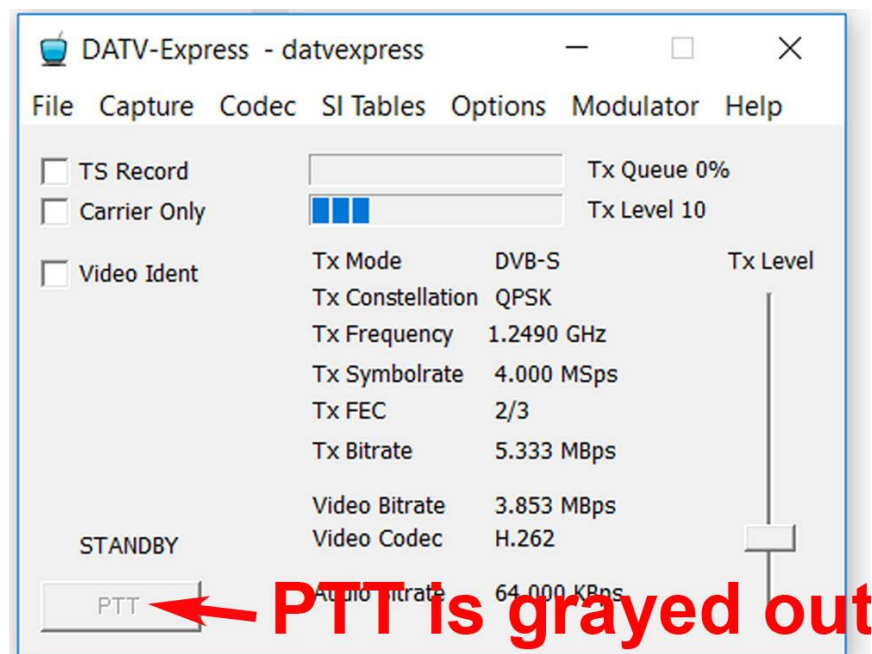 DATV-Express - datvexpress
File Capture Codec SI Tables Options Modulator Help
TS Record Tx Queue 0%
Carrier Only Tx Level 10
Video Ident Tx Mode DVB-S Tx Level
Tx Constellation QPSK
Tx Frequency 1.2490 GHz
Tx Symbolrate 4.000 MSps
Tx FEC 2/3
Tx Bitrate 5.333 MBps
Video Bitrate 3.853 MBps
STANDBY Video Codec H.262
Audio Bitrate 64.000 KBps
PTT PTT is grayed out